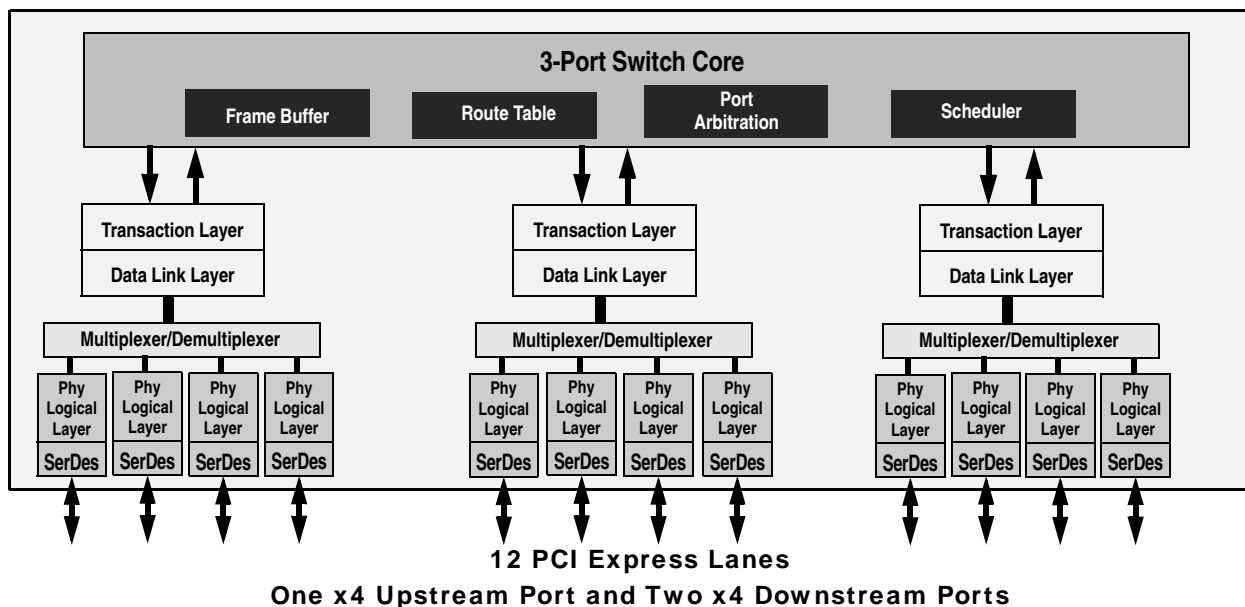 3-Port Switch Core
Frame Buffer
Route Table
Port
Arbitration
Scheduler
Transaction Layer
Data Link Layer
Transaction Layer
Data Link Layer
Transaction Layer
Data Link Layer
Multiplexer/Demultiplexer
Multiplexer/Demultiplexer
Multiplexer/Demultiplexer
Phy
Logical
Layer
SerDes
Phy
Logical
Layer
SerDes
Phy
Logical
Layer
SerDes
Phy
Logical
Layer
SerDes
Phy
Logical
Layer
SerDes
Phy
Logical
Layer
SerDes
Phy
Logical
Layer
SerDes
Phy
Logical
Layer
SerDes
Phy
Logical
Layer
SerDes
Phy
Logical
Layer
SerDes
Phy
Logical
Layer
SerDes
Phy
Logical
Layer
SerDes
12 PCI Express Lanes
One x4 Upstream Port and Two x4 Downstream Ports